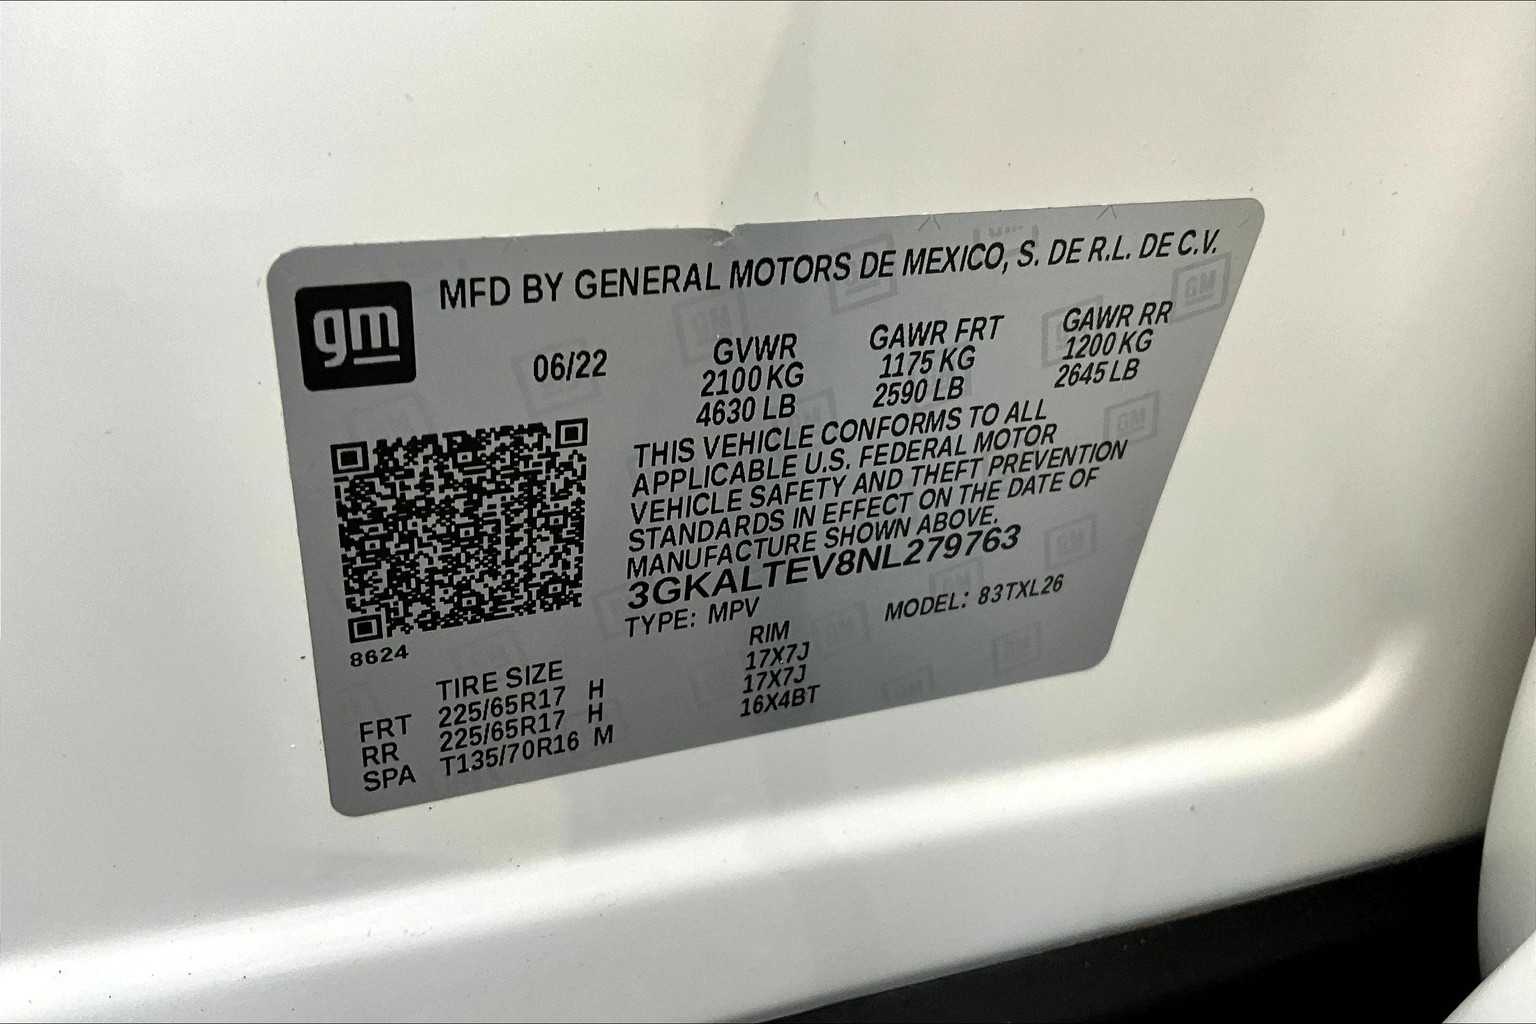 gm
MFD BY GENERAL MOTORS DE MEXICO, S. DE R.L. DE C.V.
06/22
GVWR
2100 KG
4630 LB
GAWR FRT
1175 KG
2590 LB
GAWR RR
1200 KG
2645 LB
THIS VEHICLE CONFORMS TO ALL
APPLICABLE U.S. FEDERAL MOTOR
VEHICLE SAFETY AND THEFT PREVENTION
STANDARDS IN EFFECT ON THE DATE OF
MANUFACTURE SHOWN ABOVE.
3GKALTEV8NL279763
TYPE: MPV
MODEL: 83TXL26
8624
TIRE SIZE RIM
FRT 225/65R17 H 17X7J
RR 225/65R17 H 17X7J
SPA T135/70R16 M 16X4BT